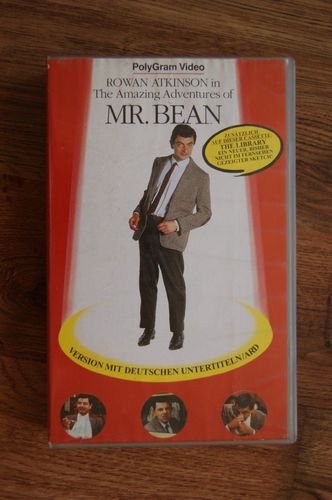 PolyGram Video
ROWAN ATKINSON in
The Amazing Adventures of
MR. BEAN
ZUSÄTZLICH
AUF DIESER CASSETTE:
THE LIBRARY
EIN NEUER, BISHER
NICHT IM FERNSEHEN
GEZEIGTER SKETCH
VERSION MIT DEUTSCHEN UNTERTITELN/ARD